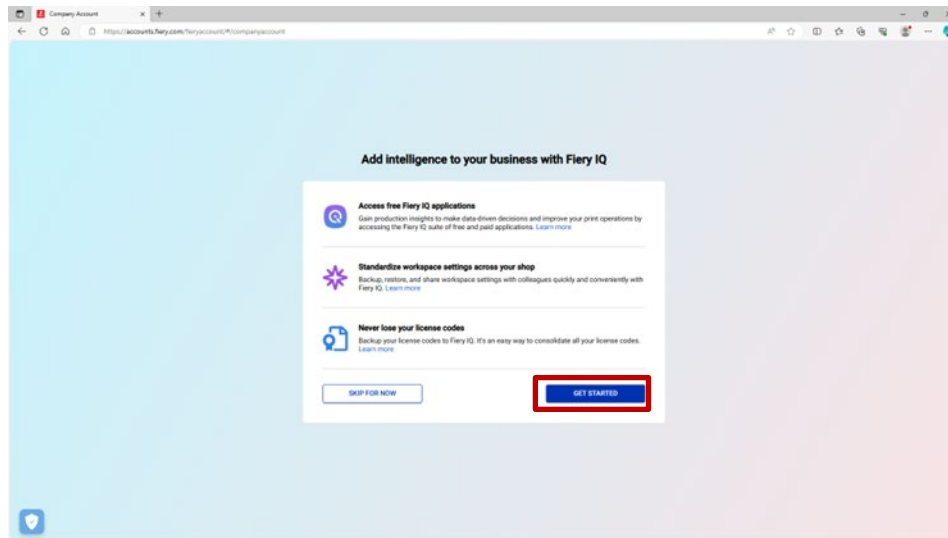 Company Account
https://accounts.fiery.com/fieryaccount/#/companyaccount
Add intelligence to your business with Fiery IQ
Access free Fiery IQ applications
Gain production insights to make data-driven decisions and improve your print operations by
accessing the Fiery IQ suite of free and paid applications. Learn more
Standardize workspace settings across your shop
Backup, restore, and share workspace settings with colleagues quickly and conveniently with
Fiery IQ. Learn more
Never lose your license codes
Backup your license codes to Fiery IQ. It's an easy way to consolidate all your license codes.
Learn more
SKIP FOR NOW
GET STARTED